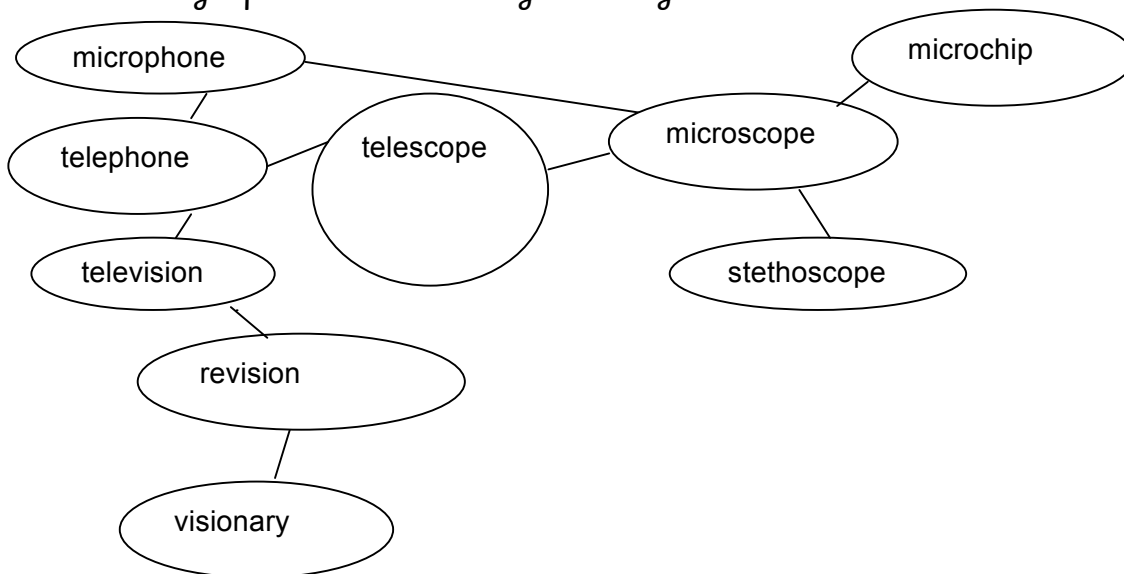 microphone
microchip
telescope
microscope
telephone
television
stethoscope
revision
visionary